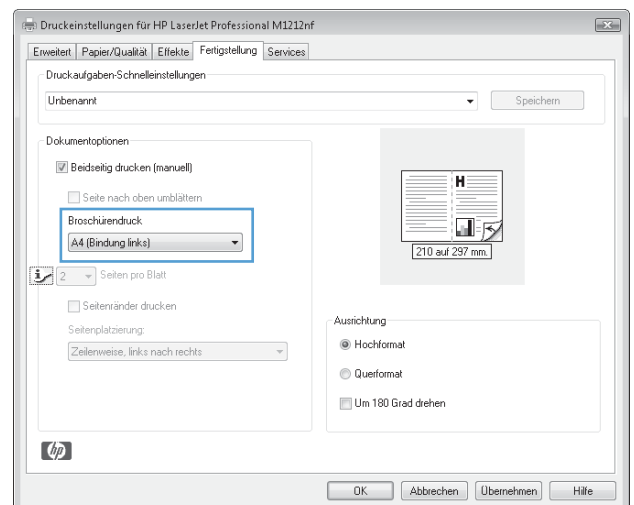 Druckeinstellungen für HP LaserJet Professional M1212nf
Erweitert Papier/Qualität Effekte Fertigstellung Services
Druckaufgaben-Schnelleinstellungen
Unbenannt
Speichern
Dokumentoptionen
Beidseitig drucken (manuell)
Seite nach oben umblättern
Broschürendruck
A4 (Bindung links)
2 Seiten pro Blatt
Seitenränder drucken
Seitenplatzierung:
Zeilenweise, links nach rechts
H
210 auf 297 mm.
Ausrichtung
Hochformat
Querformat
Um 180 Grad drehen
hp
OK Abbrechen Übernehmen Hilfe